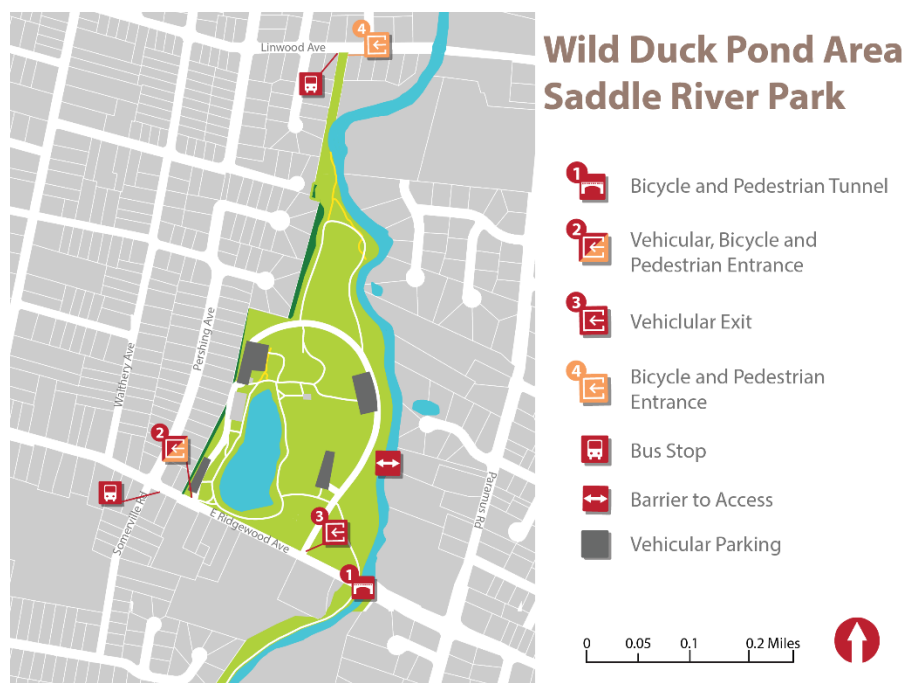 Wild Duck Pond Area
Saddle River Park
1
Bicycle and Pedestrian Tunnel
2
Vehicular, Bicycle and
Pedestrian Entrance
3
Vehiclular Exit
4
Bicycle and Pedestrian
Entrance
Bus Stop
Barrier to Access
Vehicular Parking
0 0.05 0.1 0.2 Miles
4
Linwood Ave
Pershing Ave
Walthery Ave
2
Somerville Rd
E Ridgewood Ave
3
1
Paramus Rd